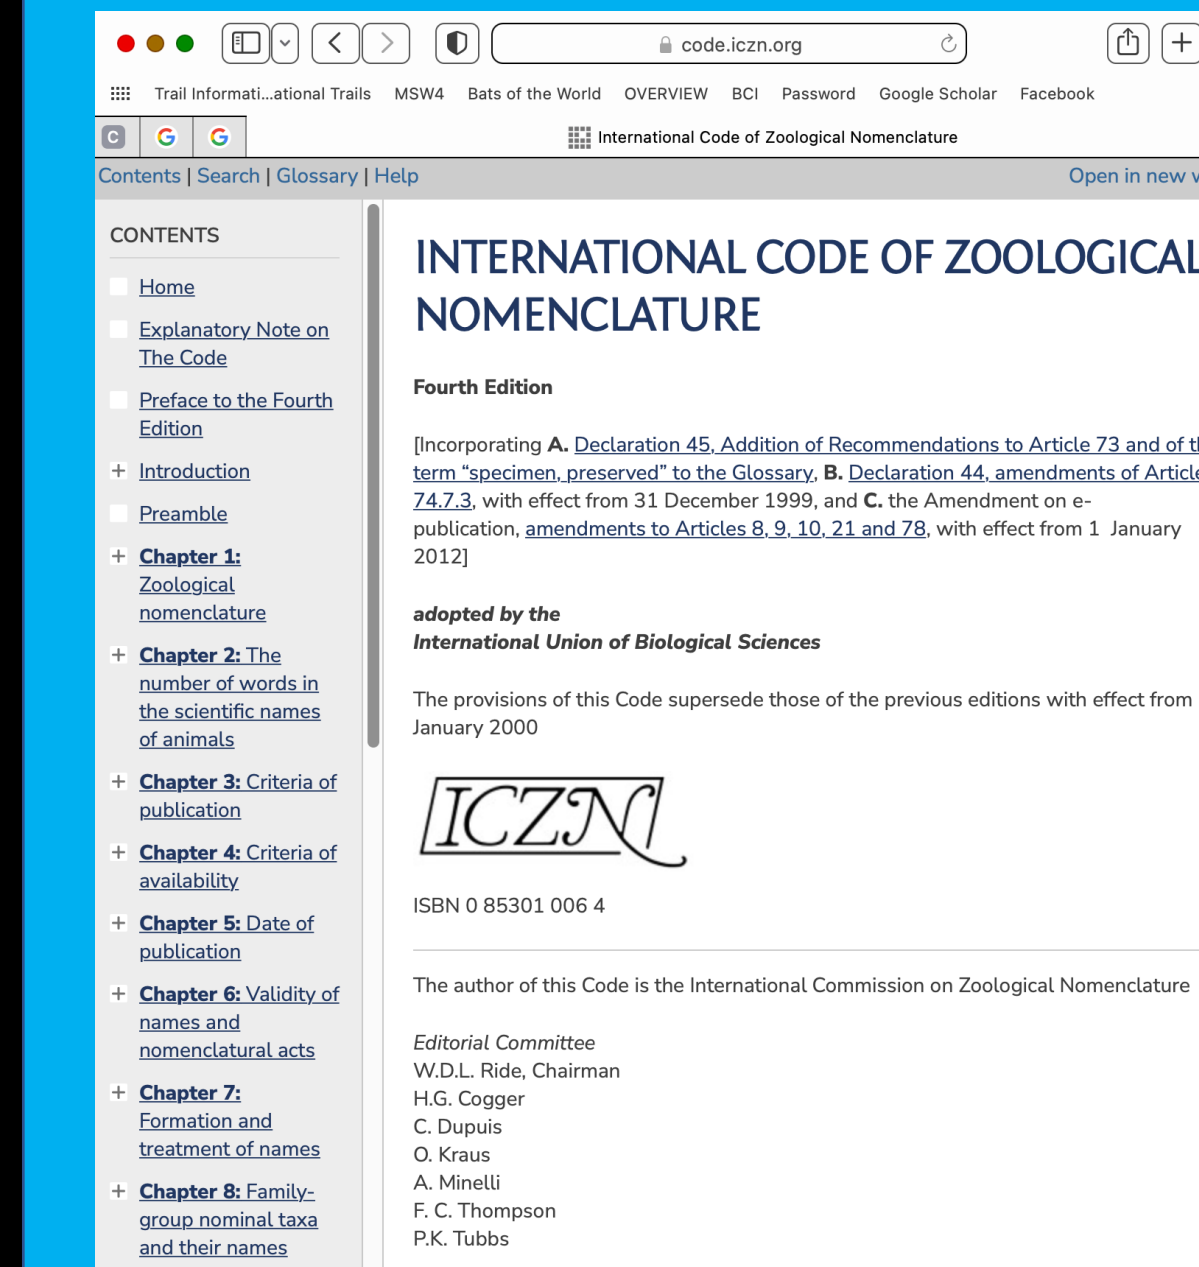 code.iczn.org
Trail Informati...ational Trails MSW4 Bats of the World OVERVIEW BCI Password Google Scholar Facebook
C G G International Code of Zoological Nomenclature
Contents | Search | Glossary | Help Open in new
CONTENTS
Home
Explanatory Note on
The Code
Preface to the Fourth
Edition
Introduction
Preamble
Chapter 1:
Zoological
nomenclature
Chapter 2: The
number of words in
the scientific names
of animals
Chapter 3: Criteria of
publication
Chapter 4: Criteria of
availability
Chapter 5: Date of
publication
Chapter 6: Validity of
names and
nomenclatural acts
Chapter 7:
Formation and
treatment of names
Chapter 8: Family-
group nominal taxa
and their names
INTERNATIONAL CODE OF ZOOLOGICAL
NOMENCLATURE
Fourth Edition
[Incorporating A. Declaration 45, Addition of Recommendations to Article 73 and of
term “specimen, preserved” to the Glossary, B. Declaration 44, amendments of Article
74.7.3, with effect from 31 December 1999, and C. the Amendment on e-
publication, amendments to Articles 8, 9, 10, 21 and 78, with effect from 1 January
2012]
adopted by the
International Union of Biological Sciences
The provisions of this Code supersede those of the previous editions with effect from
January 2000
ICZN
ISBN 0 85301 006 4
The author of this Code is the International Commission on Zoological Nomenclature
Editorial Committee
W.D.L. Ride, Chairman
H.G. Cogger
C. Dupuis
O. Kraus
A. Minelli
F. C. Thompson
P.K. Tubbs